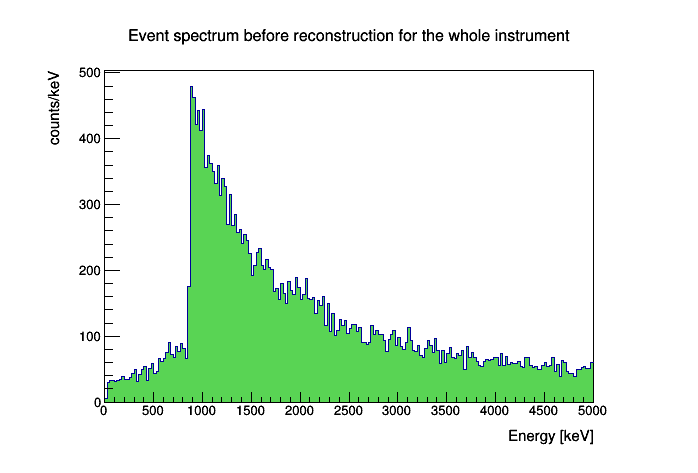 Event spectrum before reconstruction for the whole instrument
counts/keV
500
400
300
200
100
0
0 500 1000 1500 2000 2500 3000 3500 4000 4500 5000
Energy [keV]